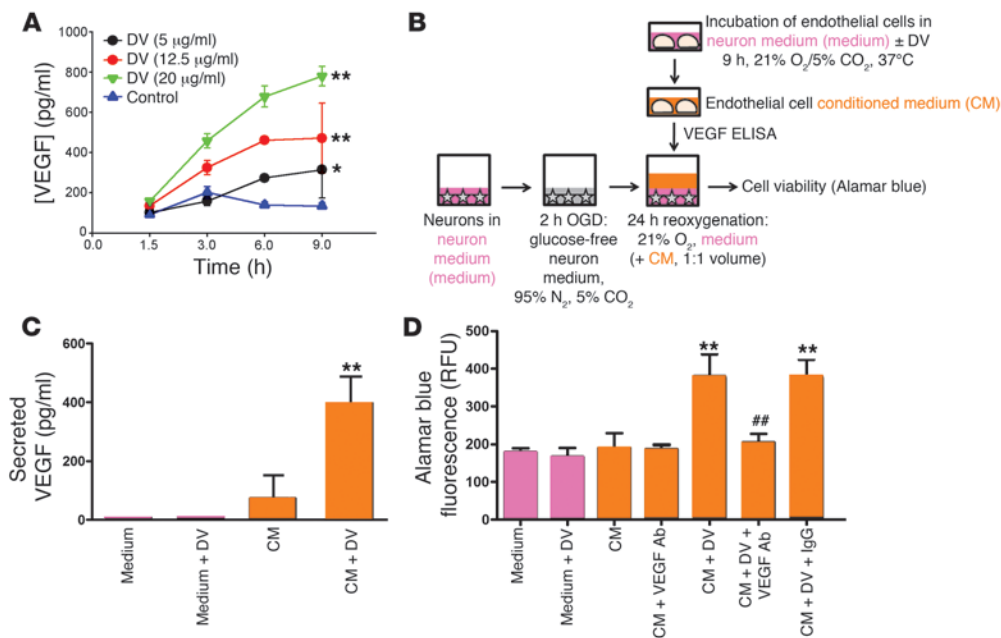 A
1000
800
600
400
200
0
[VEGF] (pg/ml)
DV (5 μg/ml)
DV (12.5 μg/ml)
DV (20 μg/ml)
Control
**
**
*
0.0
1.5
3.0
6.0
9.0
Time (h)
B
Incubation of endothelial cells in
neuron medium (medium) ± DV
9 h, 21% O2/5% CO2, 37°C
Endothelial cell conditioned medium (CM)
VEGF ELISA
Cell viability (Alamar blue)
Neurons in
neuron
medium
(medium)
2 h OGD:
glucose-free
neuron
medium,
95% N2, 5% CO2
24 h reoxygenation:
21% O2, medium
(+ CM, 1:1 volume)
C
600
400
200
0
Secreted
VEGF (pg/ml)
**
Medium
Medium + DV
CM
CM + DV
D
500
400
300
200
100
0
Alamar blue
fluorescence (RFU)
**
##
**
Medium
Medium + DV
CM
CM + VEGF Ab
CM + DV
CM + DV +
VEGF Ab
CM + DV + IgG